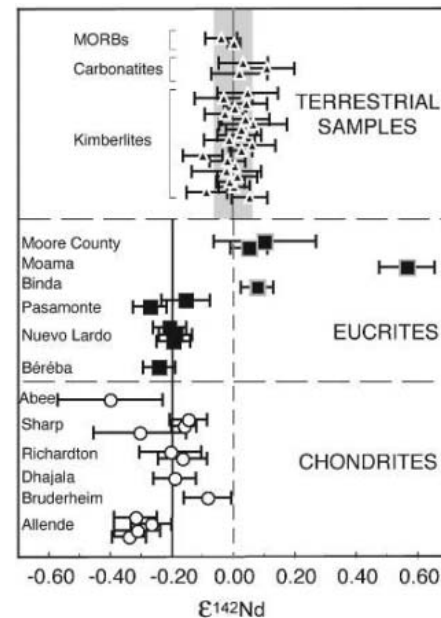 MORBs
Carbonatites
TERRESTRIAL
SAMPLES
Kimberlites
Moore County
Moama
Binda
Pasamonte
Nuevo Lardo
EUCRITES
Béréba
Abee
Sharp
Richardton
CHONDRITES
Dhajala
Bruderheim
Allende
-0.60 -0.40 -0.20 0.00 0.20 0.40 0.60
ε¹⁴²Nd